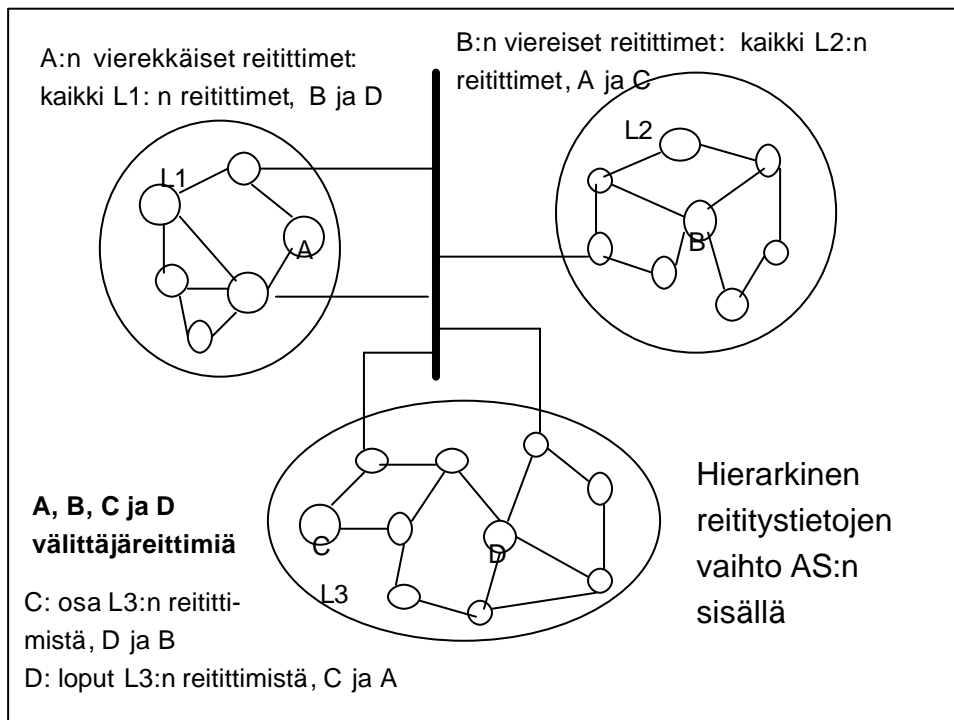 A:n vierekkäiset reitittimet:
kaikki L1: n reitittimet, B ja D
B:n viereiset reitittimet: kaikki L2:n
reitittimet, A ja C
L1
A
L2
B
A, B, C ja D
välittäjäreittimiä
C
D
L3
C: osa L3:n reititti-
mistä, D ja B
D: loput L3:n reitittimistä, C ja A
Hierarkinen
reititystietojen
vaihto AS:n
sisällä